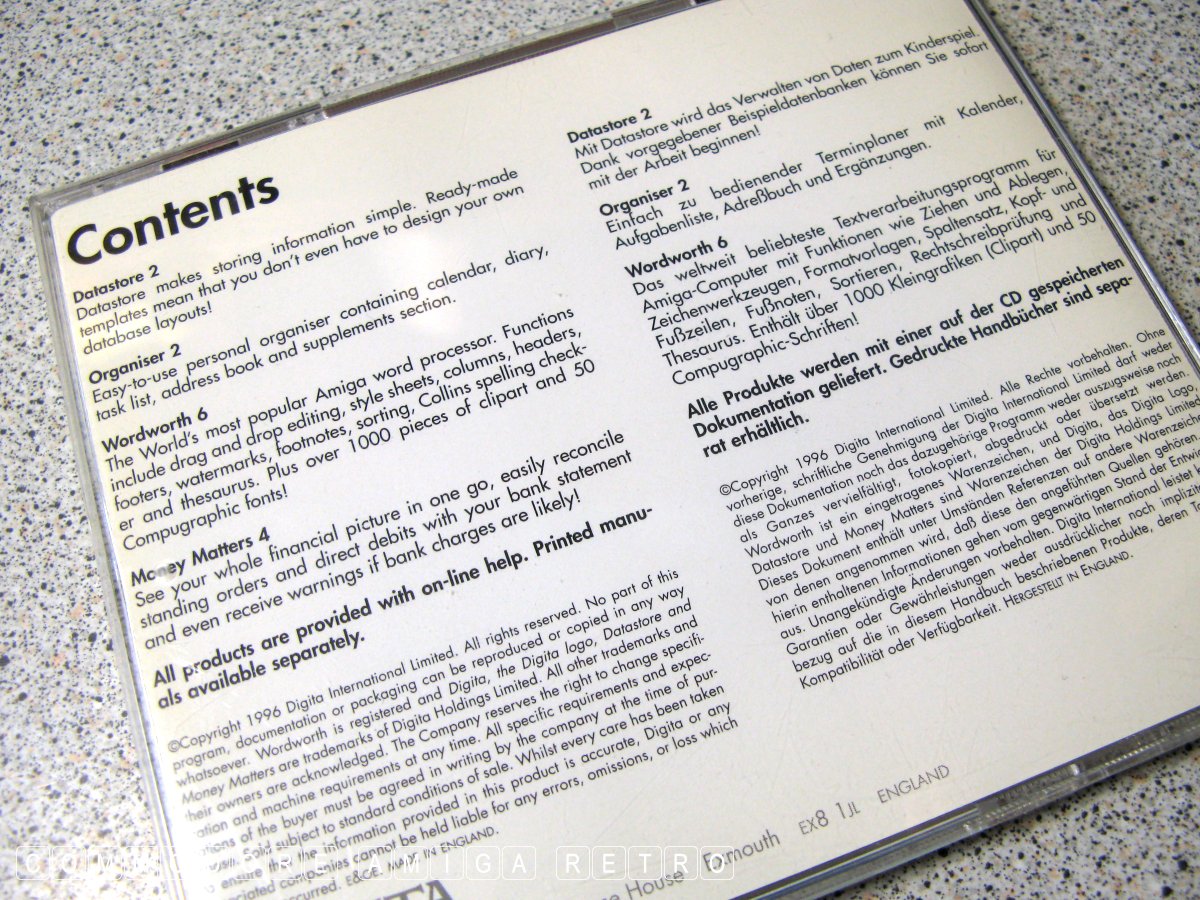 Contents
Datastore 2
Datastore makes storing information simple. Ready-made
templates mean that you don't even have to design your own
database layouts!
Organiser 2
Easy-to-use personal organiser containing calendar, diary,
task list, address book and supplements section.
Wordworth 6
The World's most popular Amiga word processor. Functions
include drag and drop editing, style sheets, columns, headers,
footers, watermarks, footnotes, sorting, Collins spelling check-
er and thesaurus. Plus over 1000 pieces of clipart and 50
Compugraphic fonts!
Money Matters 4
See your whole financial picture in one go, easily reconcile
standing orders and direct debits with your bank statement
and even receive warnings if bank charges are likely!
All products are provided with on-line help. Printed manu-
als available separately.
©Copyright 1996 Digita International Limited. All rights reserved. No part of this
program, documentation or packaging can be reproduced or copied in any way
whatsoever. Wordworth is registered and Digita, the Digita logo, Datastore and
Money Matters are trademarks of Digita Holdings Limited. All other trademarks and
their owners are acknowledged. The Company reserves the right to change specifi-
cation and machine requirements at any time. All specific requirements and expec-
tations of the buyer must be agreed in writing by the company at the time of pur-
Sold subject to standard conditions of sale. Whilst every care has been taken
to ensure that the information provided in this product is accurate, Digita or any
associated companies cannot be held liable for any errors, omissions, or loss which
occurred. E&OE. MADE IN ENGLAND.
Datastore 2
Mit Datastore wird das Verwalten von Daten zum Kinderspiel.
Dank vorgegebener Beispieldatenbanken können Sie sofort
mit der Arbeit beginnen!
Organiser 2
Einfach zu bedienender Terminplaner mit Kalender,
Aufgabenliste, Adreßbuch und Ergänzungen.
Wordworth 6
Das weltweit beliebteste Textverarbeitungsprogramm für
Amiga-Computer mit Funktionen wie Ziehen und Ablegen,
Zeichenwerkzeugen, Formatvorlagen, Spaltensatz, Kopf- und
Fußzeilen, Fußnoten, Sortieren, Rechtschreibprüfung und
Thesaurus. Enthält über 1000 Kleingrafiken (Clipart) und 50
Compugraphic-Schriften!
Alle Produkte werden mit einer auf der CD gespeicherten
Dokumentation geliefert. Gedruckte Handbücher sind sepa-
rat erhältlich.
©Copyright 1996 Digita International Limited. Alle Rechte vorbehalten. Ohne
vorherige, schriftliche Genehmigung der Digita International Limited darf weder
diese Dokumentation noch das dazugehörige Programm weder auszugsweise noch
als Ganzes vervielfältigt, fotokopiert, abgedruckt oder übersetzt werden.
Wordworth ist ein eingetragenes Warenzeichen, und Digita, das Digita Logo,
Datastore und Money Matters sind Warenzeichen der Digita Holdings Limited.
Dieses Dokument enthält unter Umständen Referenzen auf andere Warenzeichen,
von denen angenommen wird, daß diese den angeführten Quellen gehören.
hierin enthaltenen Informationen gehen vom gegenwärtigen Stand der Entwick
aus. Unangekündigte Änderungen vorbehalten. Digita International leistet
Garantien oder Gewährleistungen weder ausdrücklicher noch implizi
bezug auf die in diesem Handbuch beschriebenen Produkte, deren
Kompatibilität oder Verfügbarkeit. HERGESTELLT IN ENGLAND.
House Exmouth EX8 1JL ENGLAND
COMMODORE AMIGA RETRO